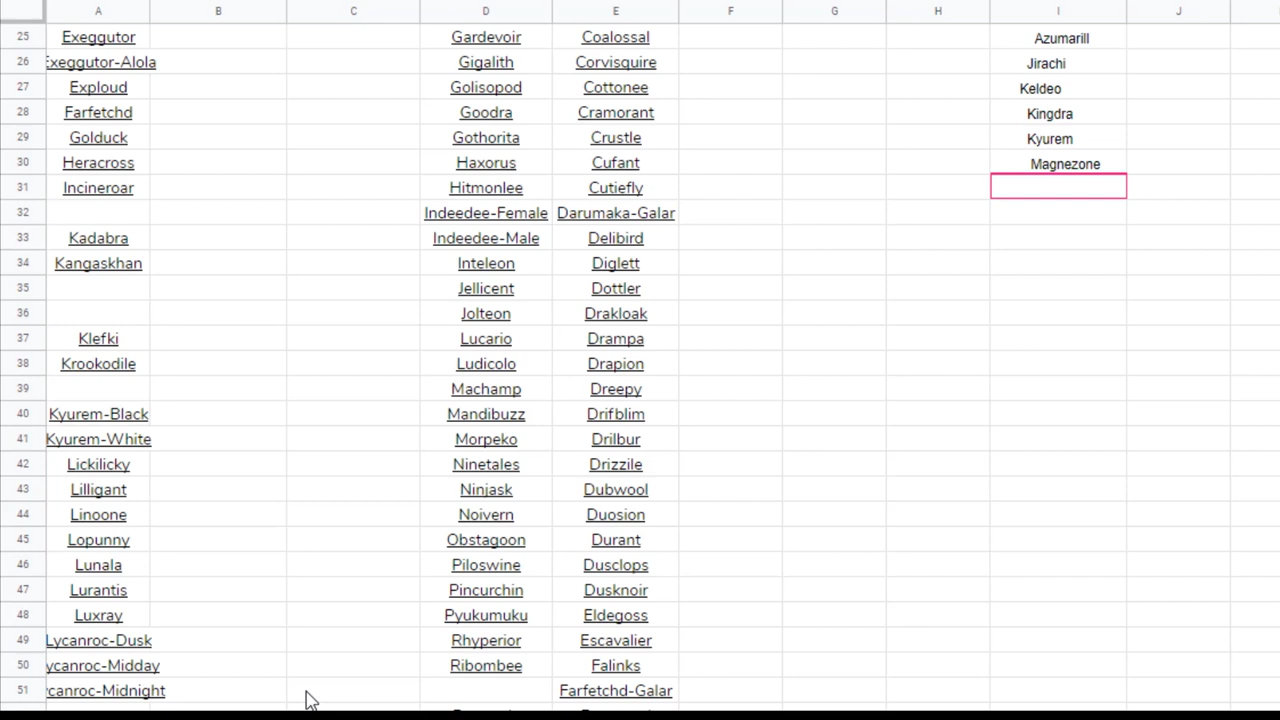 A B C D E F G H I J
25 Exeggutor Gardevoir Coalossal Azumarill
26 Exeggutor-Alola Gigalith Corvisquire Jirachi
27 Exploud Golisopod Cottonee Keldeo
28 Farfetchd Goodra Cramorant Kingdra
29 Golduck Gothorita Crustle Kyurem
30 Heracross Haxorus Cufant Magnezone
31 Incineroar Hitmonlee Cutiefly
32 Indeedee-Female Darumaka-Galar
33 Kadabra Indeedee-Male Delibird
34 Kangaskhan Inteleon Diglett
35 Jellicent Dottler
36 Jolteon Drakloak
37 Klefki Lucario Drampa
38 Krookodile Ludicolo Drapion
39 Machamp Dreepy
40 Kyurem-Black Mandibuzz Drifblim
41 Kyurem-White Morpeko Drilbur
42 Lickilicky Ninetales Drizzile
43 Lilligant Ninjask Dubwool
44 Linoone Noivern Duosion
45 Lopunny Obstagoon Durant
46 Lunala Piloswine Dusclops
47 Lurantis Pincurchin Dusknoir
48 Luxray Pyukumuku Eldegoss
49 Lycanroc-Dusk Rhyperior Escavalier
50 ycanroc-Midday Ribombee Falinks
51 canroc-Midnight Farfetchd-Galar